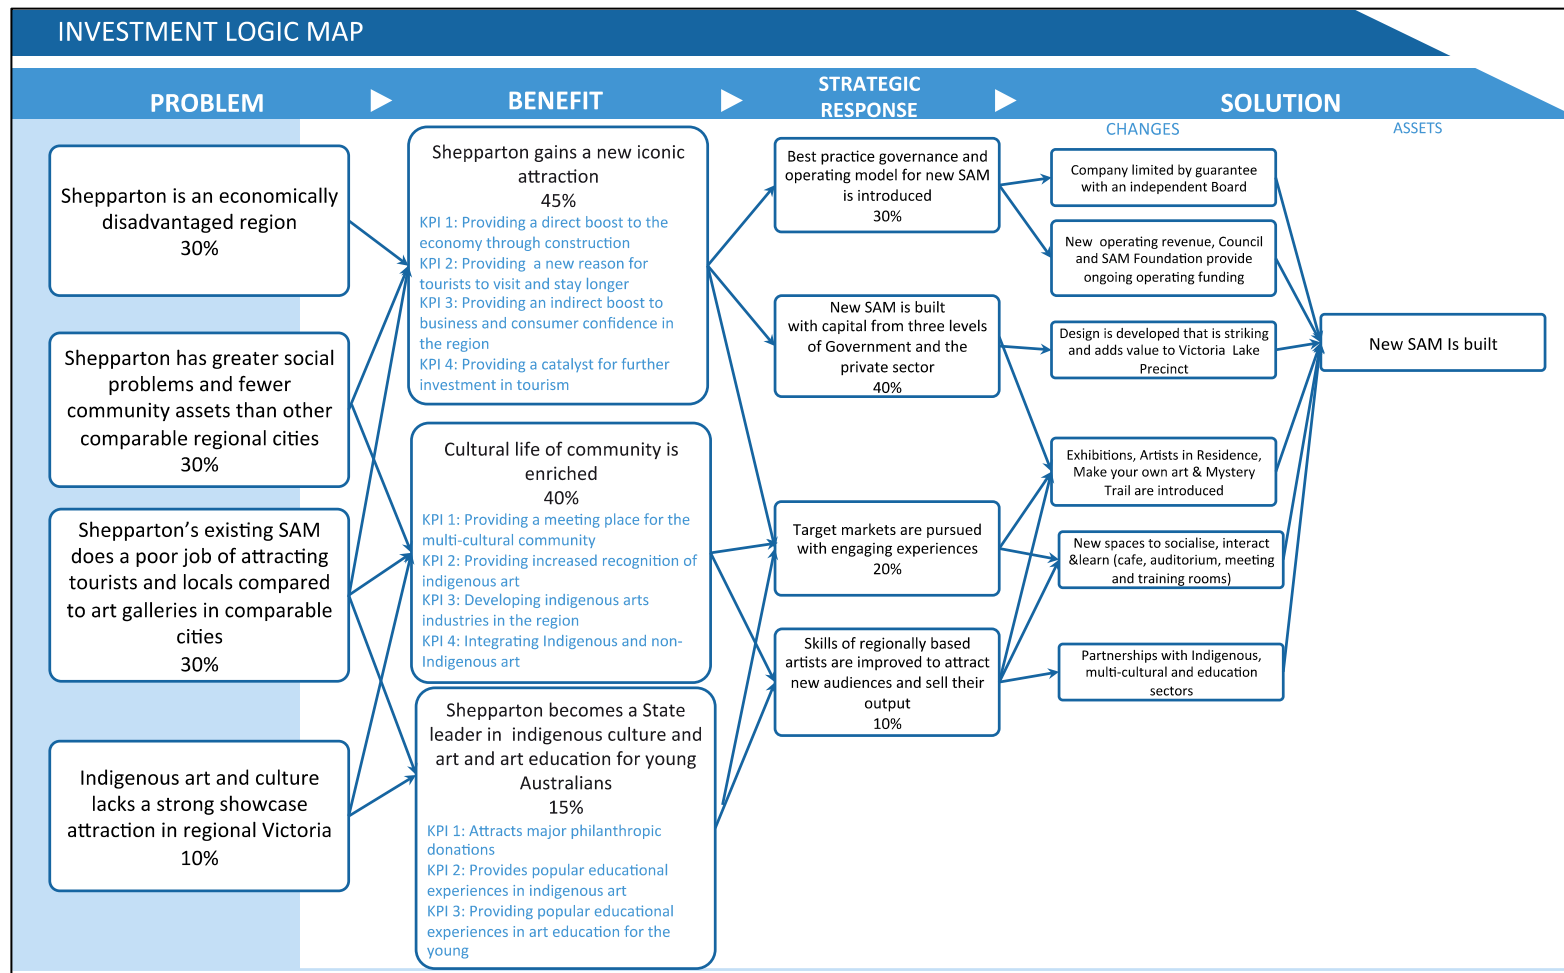 INVESTMENT LOGIC MAP
PROBLEM
BENEFIT
STRATEGIC
RESPONSE
SOLUTION
CHANGES
ASSETS
Shepparton is an economically
disadvantaged region
30%
Shepparton has greater social
problems and fewer
community assets than other
comparable regional cities
30%
Shepparton’s existing SAM
does a poor job of attracting
tourists and locals compared
to art galleries in comparable
cities
30%
Indigenous art and culture
lacks a strong showcase
attraction in regional Victoria
10%
Shepparton gains a new iconic
attraction
45%
KPI 1: Providing a direct boost to the
economy through construction
KPI 2: Providing  a new reason for
tourists to visit and stay longer
KPI 3: Providing an indirect boost to
business and consumer confidence in
the region
KPI 4: Providing a catalyst for further
investment in tourism
Cultural life of community is
enriched
40%
KPI 1: Providing a meeting place for the
multi-cultural community
KPI 2: Providing increased recognition of
indigenous art
KPI 3: Developing indigenous arts
industries in the region
KPI 4: Integrating Indigenous and non-
Indigenous art
Shepparton becomes a State
leader in  indigenous culture and
art and art education for young
Australians
15%
KPI 1: Attracts major philanthropic
donations
KPI 2: Provides popular educational
experiences in indigenous art
KPI 3: Providing popular educational
experiences in art education for the
young
Best practice governance and
operating model for new SAM
is introduced
30%
New SAM is built
with capital from three levels
of Government and the
private sector
40%
Target markets are pursued
with engaging experiences
20%
Skills of regionally based
artists are improved to attract
new audiences and sell their
output
10%
Company limited by guarantee
with an independent Board
New  operating revenue, Council
and SAM Foundation provide
ongoing operating funding
Design is developed that is striking
and adds value to Victoria  Lake
Precinct
Exhibitions, Artists in Residence,
Make your own art & Mystery
Trail are introduced
New spaces to socialise, interact
&learn (cafe, auditorium, meeting
and training rooms)
Partnerships with Indigenous,
multi-cultural and education
sectors
New SAM Is built